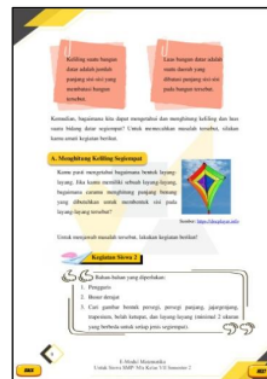 Keliling suatu bangun
datar adalah jumlah
panjang sisi-sisi yang
membatasi bangun
tersebut.
Luas bangun datar adalah
suatu daerah yang
dibatasi panjang sisi-sisi
pada bangun tersebut.
Kemudian, bagaimana kita dapat mengetahui dan menghitung keliling dan luas
suatu bidang datar segiempat? Untuk memecahkan masalah tersebut, silakan
kamu amati kegiatan berikut.
A. Menghitung Keliling Segiempat
Kamu pasti mengetahui bagaimana bentuk layang-
layang. Jika kamu memiliki sebuah layang-layang,
bagaimana caramu menghitung panjang benang
yang dibutuhkan untuk membentuk sisi pada
layang-layang tersebut?
Sumber:
Untuk menjawab masalah tersebut, lakukan kegiatan berikut!
Kegiatan Siswa 2
Bahan-bahan yang diperlukan:
1. Penggaris
2. Busur derajat
3. Cari gambar bentuk persegi, persegi panjang, jajargenjang,
trapesium, belah ketupat, dan layang-layang (minimal 2 ukuran
yang berbeda untuk setiap jenis segiempat).
E-Modul Matematika
Untuk Siswa SMP/ MTs Kelas VII Semester 2